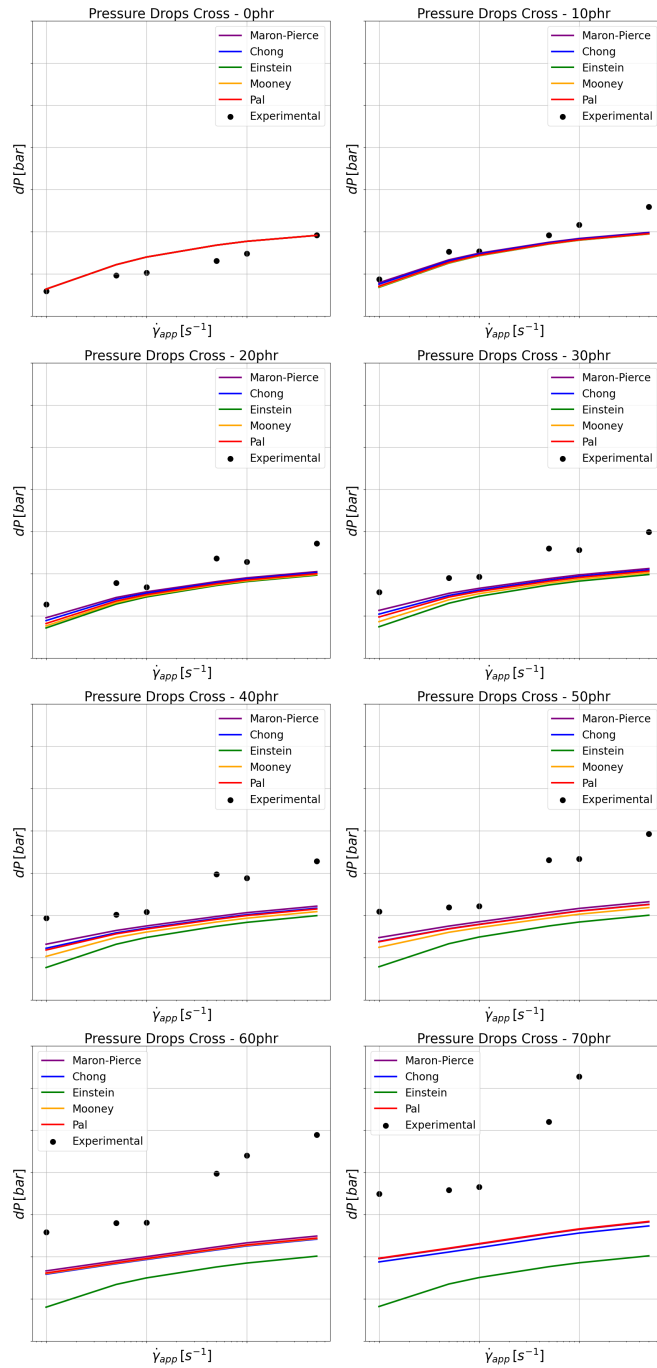 Pressure Drops Cross - 0phr
Maron-Pierce
Chong
Einstein
Mooney
Pal
Experimental
dP [bar]
γ̇app [s⁻¹]
Pressure Drops Cross - 10phr
Maron-Pierce
Chong
Einstein
Mooney
Pal
Experimental
dP [bar]
γ̇app [s⁻¹]
Pressure Drops Cross - 20phr
Maron-Pierce
Chong
Einstein
Mooney
Pal
Experimental
dP [bar]
γ̇app [s⁻¹]
Pressure Drops Cross - 30phr
Maron-Pierce
Chong
Einstein
Mooney
Pal
Experimental
dP [bar]
γ̇app [s⁻¹]
Pressure Drops Cross - 40phr
Maron-Pierce
Chong
Einstein
Mooney
Pal
Experimental
dP [bar]
γ̇app [s⁻¹]
Pressure Drops Cross - 50phr
Maron-Pierce
Chong
Einstein
Mooney
Pal
Experimental
dP [bar]
γ̇app [s⁻¹]
Pressure Drops Cross - 60phr
Maron-Pierce
Chong
Einstein
Mooney
Pal
Experimental
dP [bar]
γ̇app [s⁻¹]
Pressure Drops Cross - 70phr
Maron-Pierce
Chong
Einstein
Pal
Experimental
dP [bar]
γ̇app [s⁻¹]